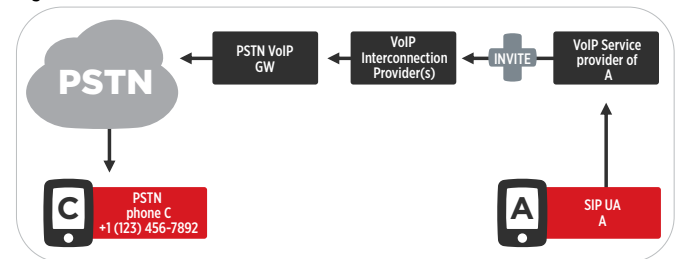 PSTN
PSTN VoIP
GW
VoIP
Interconnection
Provider(s)
INVITE
VoIP Service
provider of
A
C
PSTN
phone C
+1 (123) 456-7892
A
SIP UA
A